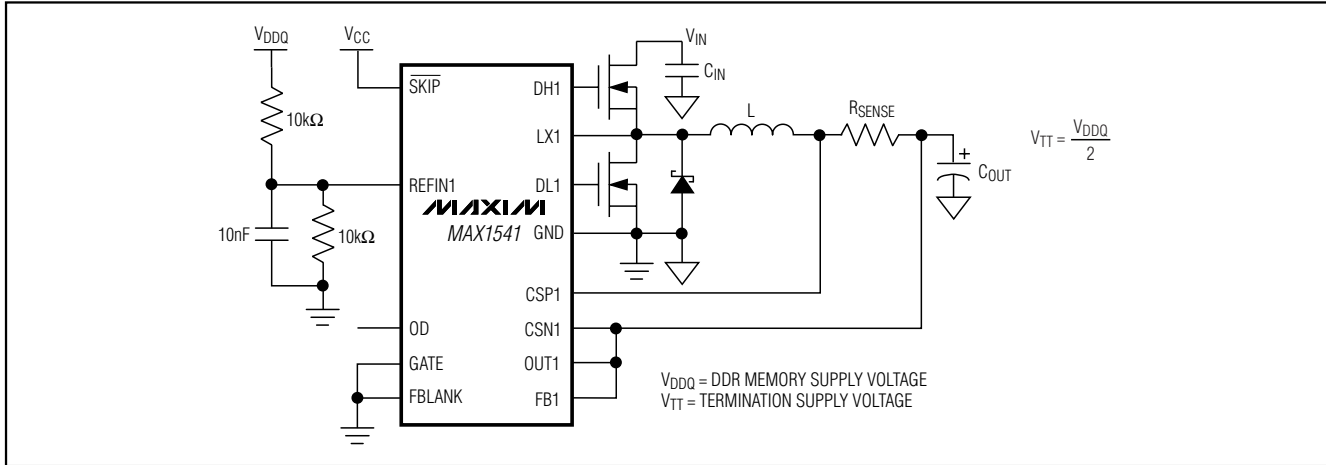 VDDQ
VCC
VIN
CIN
SKIP
DH1
10kΩ
L
RSENSE
LX1
VTT = VDDQ
2
COUT
+
REFIN1
DL1
MAXIM
10nF
10kΩ
MAX1541
GND
CSP1
OD
CSN1
GATE
OUT1
FBLANK
FB1
VDDQ = DDR MEMORY SUPPLY VOLTAGE
VTT = TERMINATION SUPPLY VOLTAGE